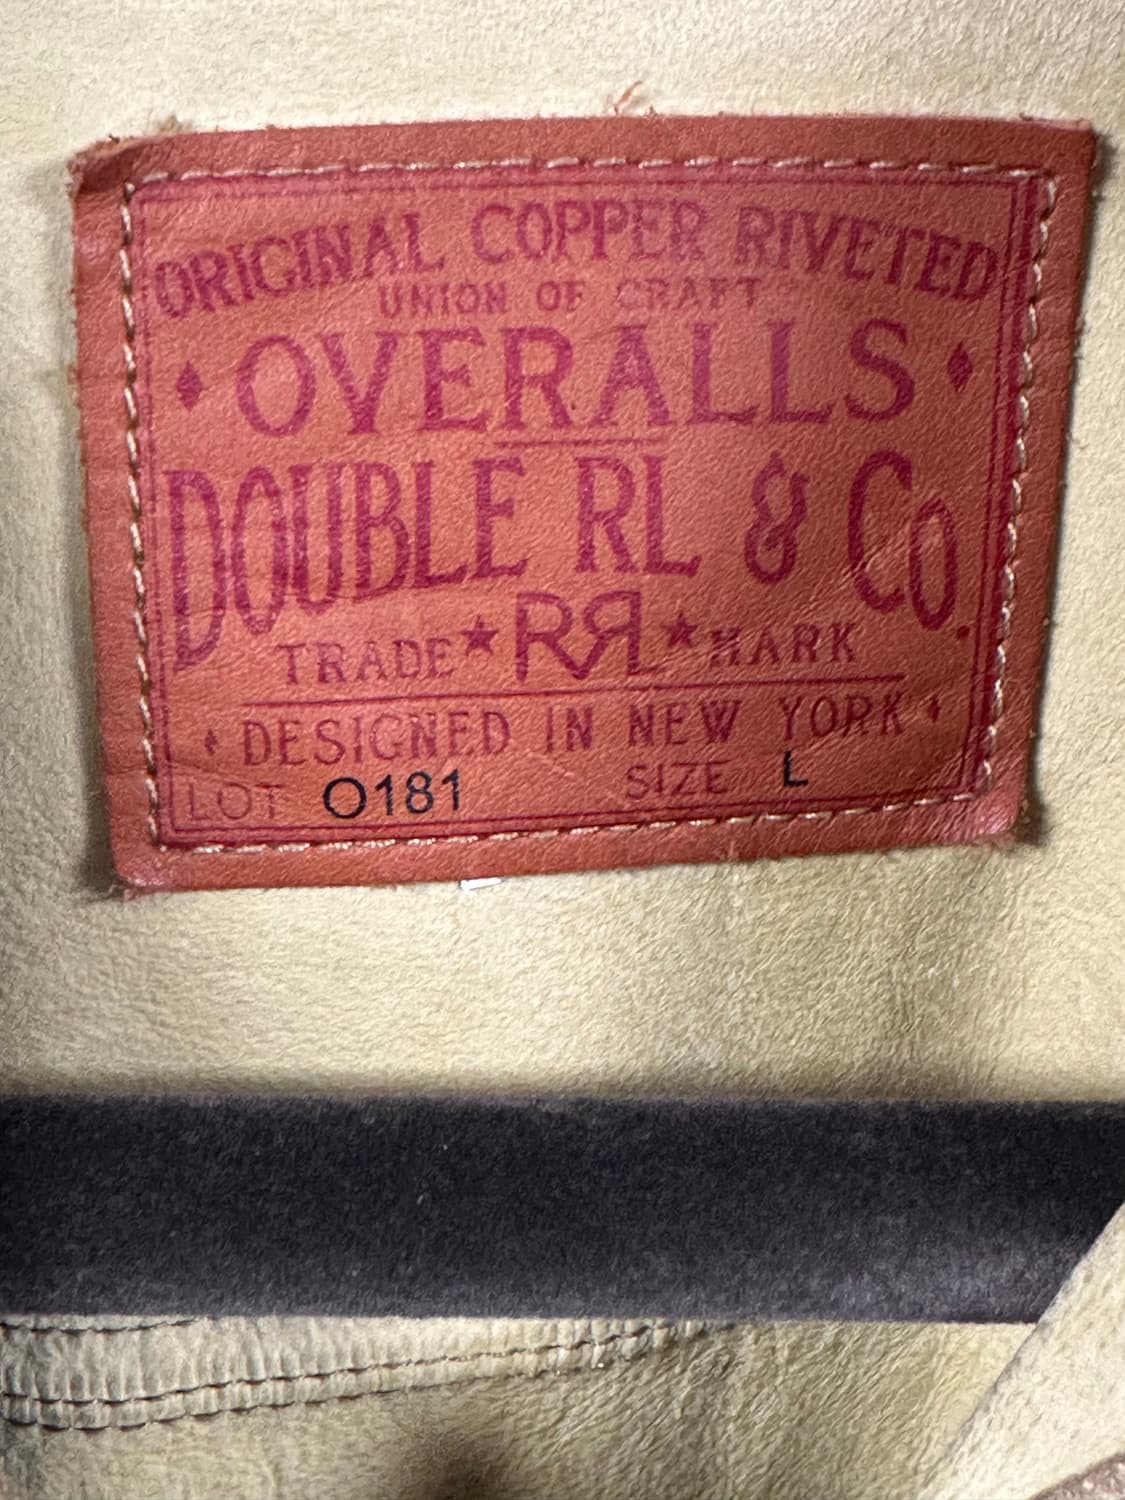 ORIGINAL COPPER RIVETED
UNION OF CRAFT
OVERALLS
DOUBLE RL & CO.
TRADE ★ RR ★ MARK
DESIGNED IN NEW YORK
LOT 0181 SIZE L